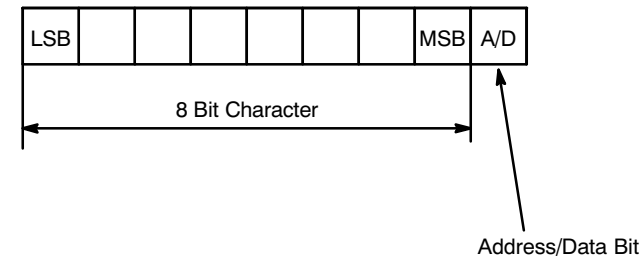 LSB MSB A/D
8 Bit Character
Address/Data Bit